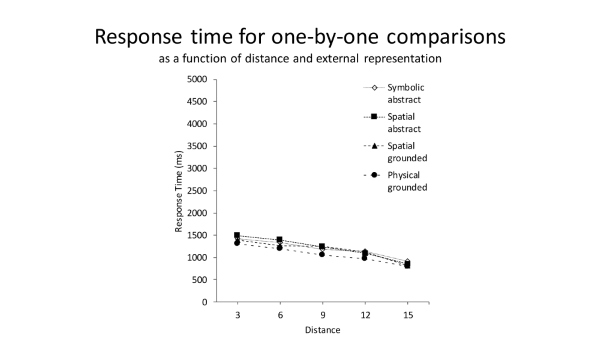 Response time for one-by-one comparisons
as a function of distance and external representation
5000
4500
4000
3500
3000
2500
2000
1500
1000
500
0
Response Time (ms)
Symbolic
abstract
Spatial
abstract
Spatial
grounded
Physical
grounded
3 6 9 12 15
Distance